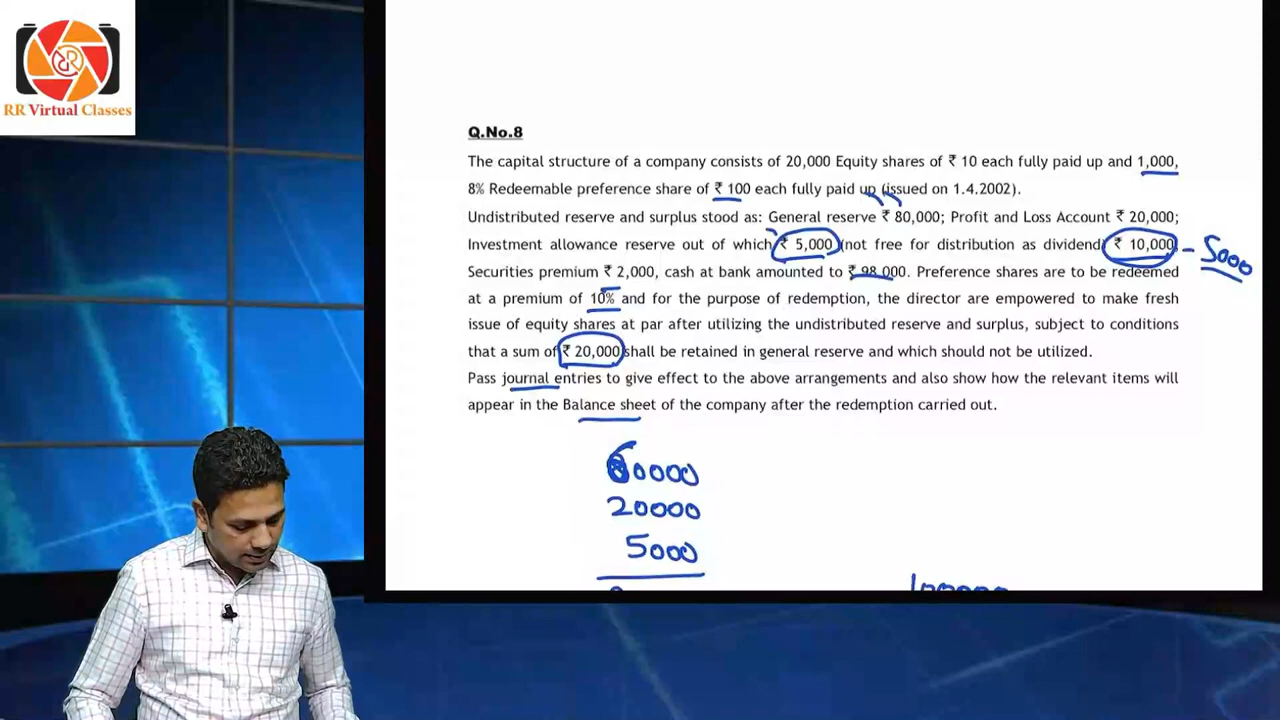 RR Virtual Classes
Q.No.8
The capital structure of a company consists of 20,000 Equity shares of ₹ 10 each fully paid up and 1,000,
8% Redeemable preference share of ₹ 100 each fully paid up (issued on 1.4.2002).
Undistributed reserve and surplus stood as: General reserve ₹ 80,000; Profit and Loss Account ₹ 20,000;
Investment allowance reserve out of which ₹ 5,000 (not free for distribution as dividend) ₹ 10,000; - 5000
Securities premium ₹ 2,000, cash at bank amounted to ₹ 98,000. Preference shares are to be redeemed
at a premium of 10% and for the purpose of redemption, the director are empowered to make fresh
issue of equity shares at par after utilizing the undistributed reserve and surplus, subject to conditions
that a sum of ₹ 20,000 shall be retained in general reserve and which should not be utilized.
Pass journal entries to give effect to the above arrangements and also show how the relevant items will
appear in the Balance sheet of the company after the redemption carried out.
60000
20000
5000